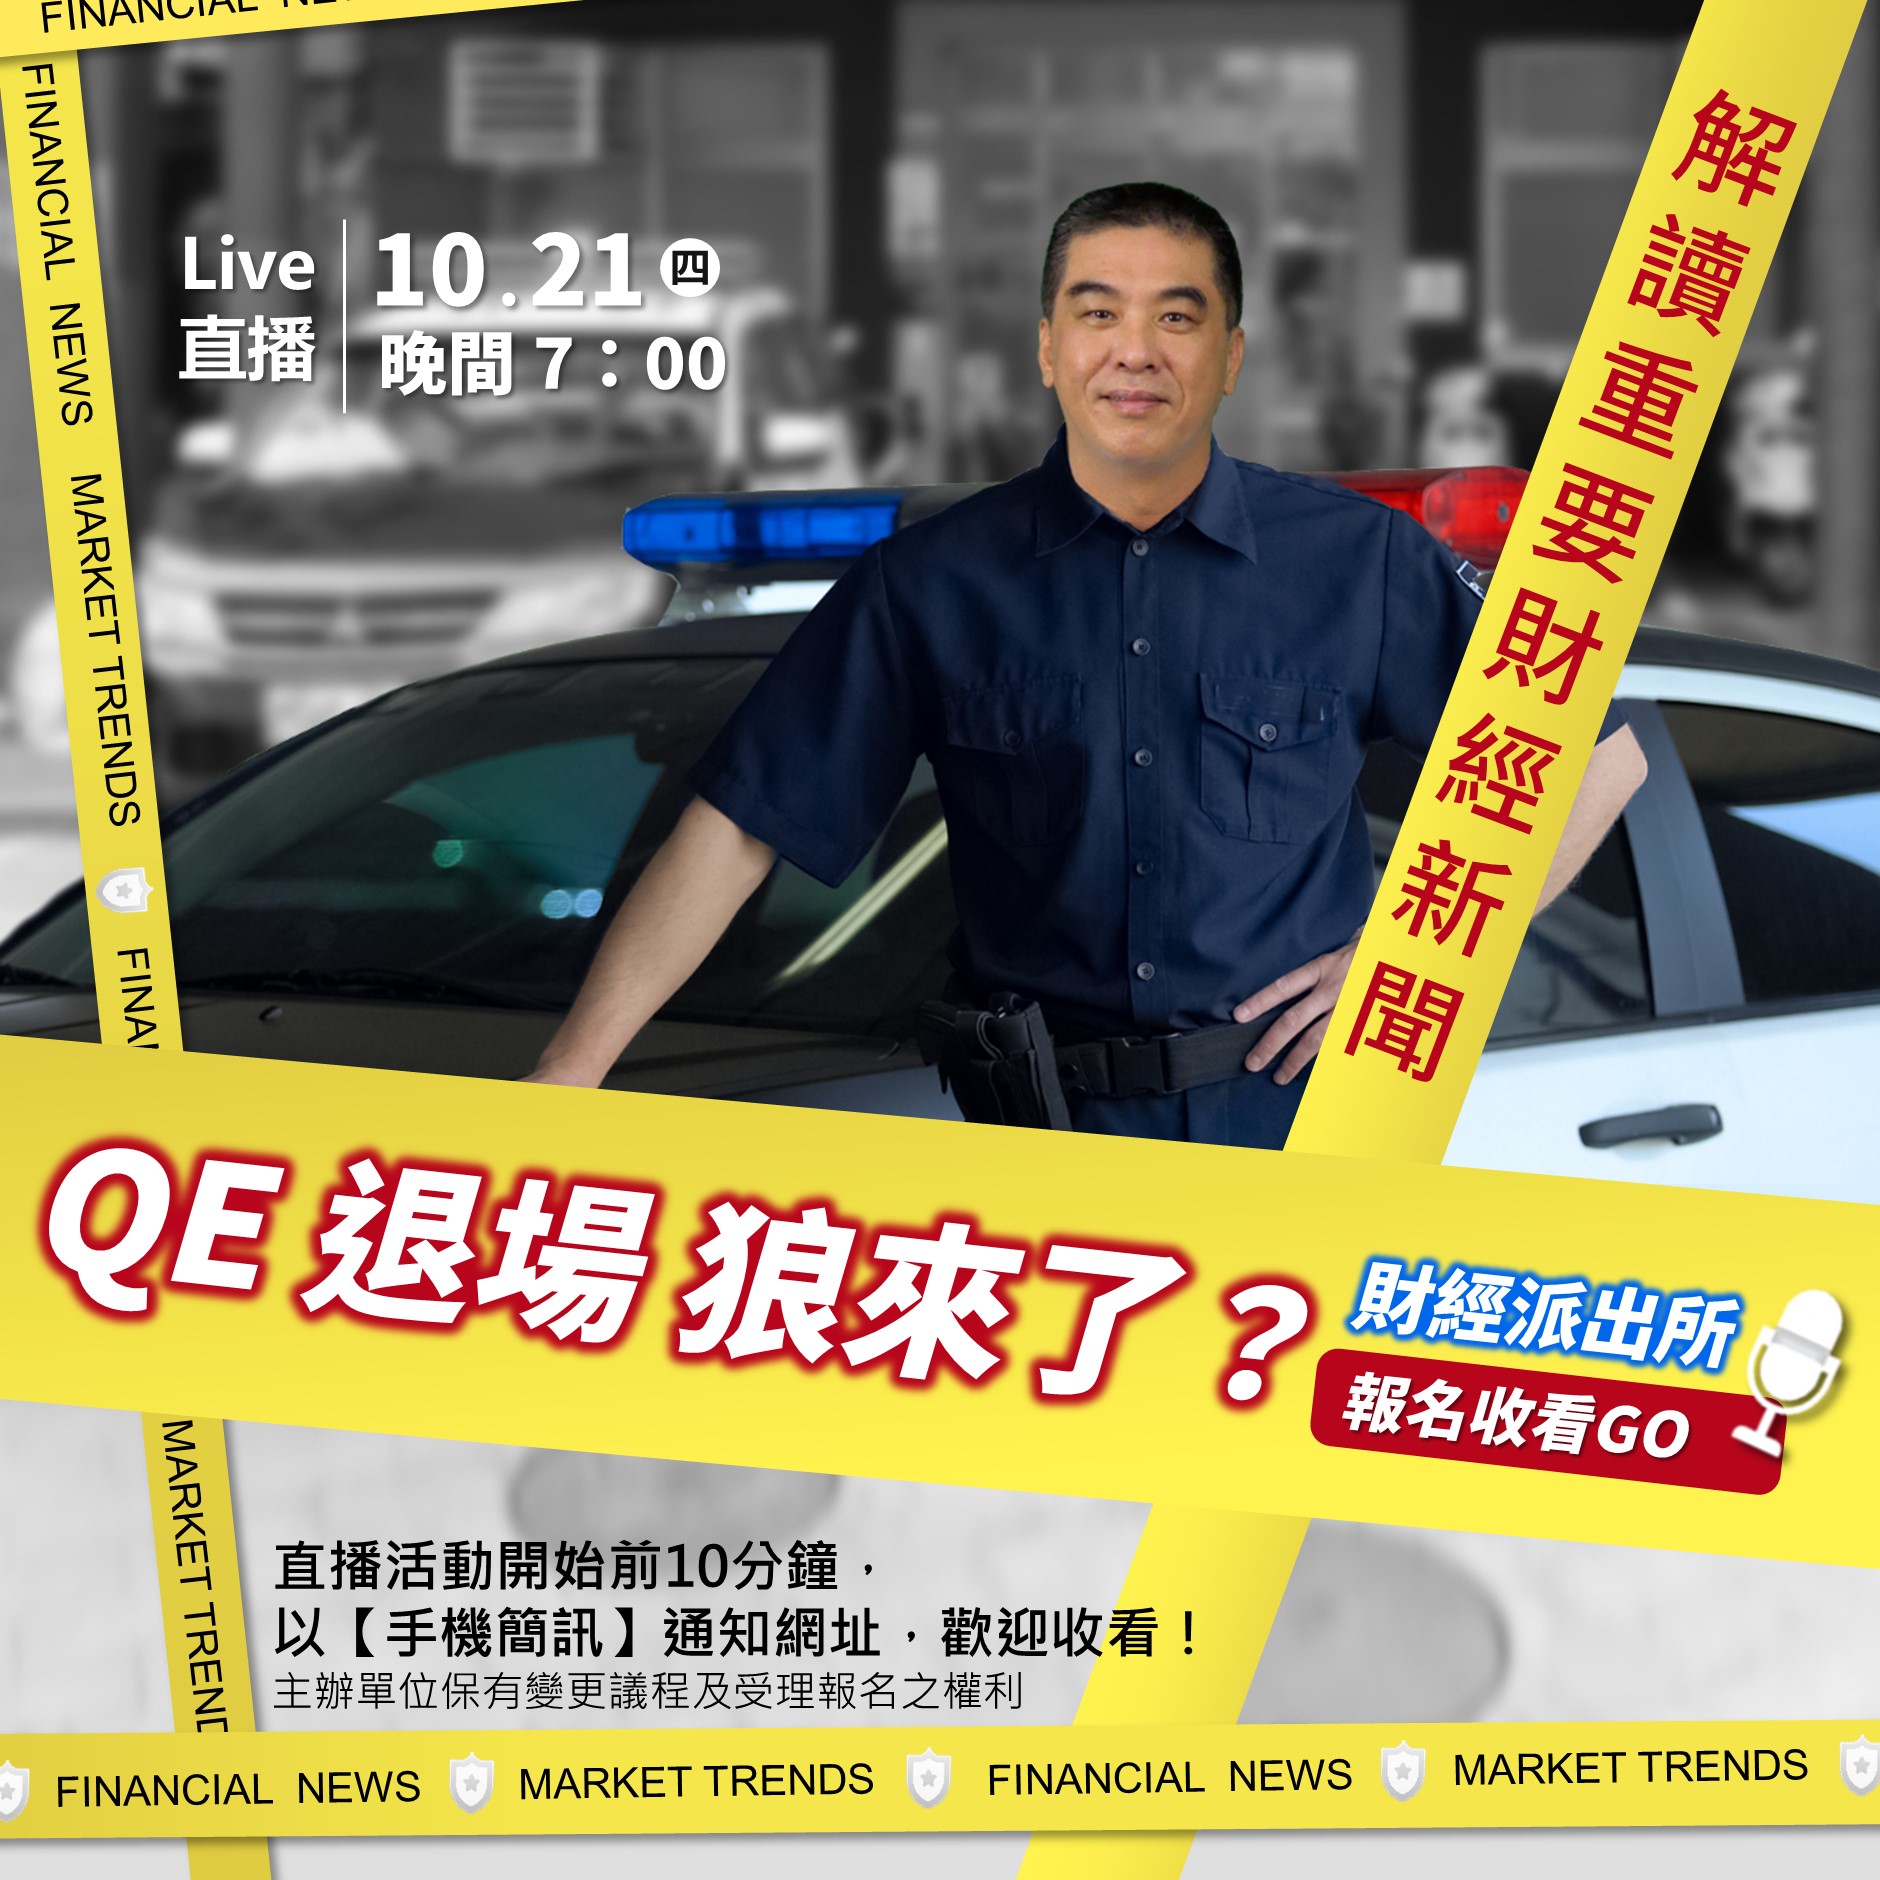 FINANCIAL
FINANCIAL NEWS
MARKET TRENDS
Live
直播
10.21 四
晚間 7：00
解讀重要財經新聞
QE 退場 狼來了？
財經派出所
報名收看GO
MARKET TREND
直播活動開始前10分鐘，
以【手機簡訊】通知網址，歡迎收看！
主辦單位保有變更議程及受理報名之權利
FINANCIAL NEWS MARKET TRENDS FINANCIAL NEWS MARKET TRENDS